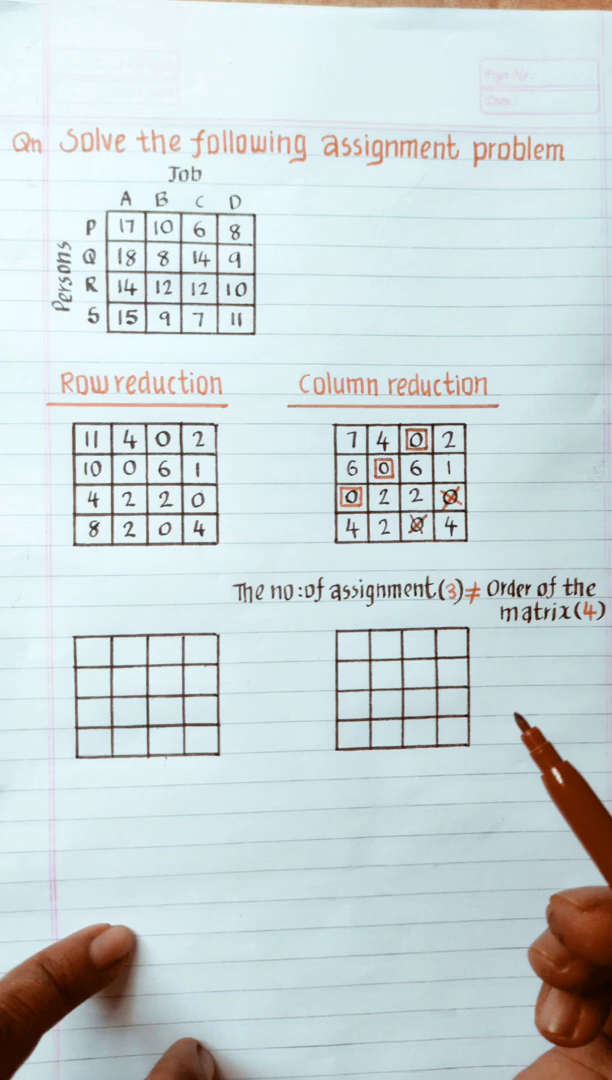 Page No:
Date:
Qn Solve the following assignment problem
Job
A B C D
Persons
P 17 10 6 8
Q 18 8 14 9
R 14 12 12 10
S 15 9 7 11
Row reduction
Column reduction
11 4 0 2
10 0 6 1
4 2 2 0
8 2 0 4
7 4 0 2
6 0 6 1
0 2 2 0
4 2 0 4
The no:of assignment(3)≠ Order of the
matrix(4)